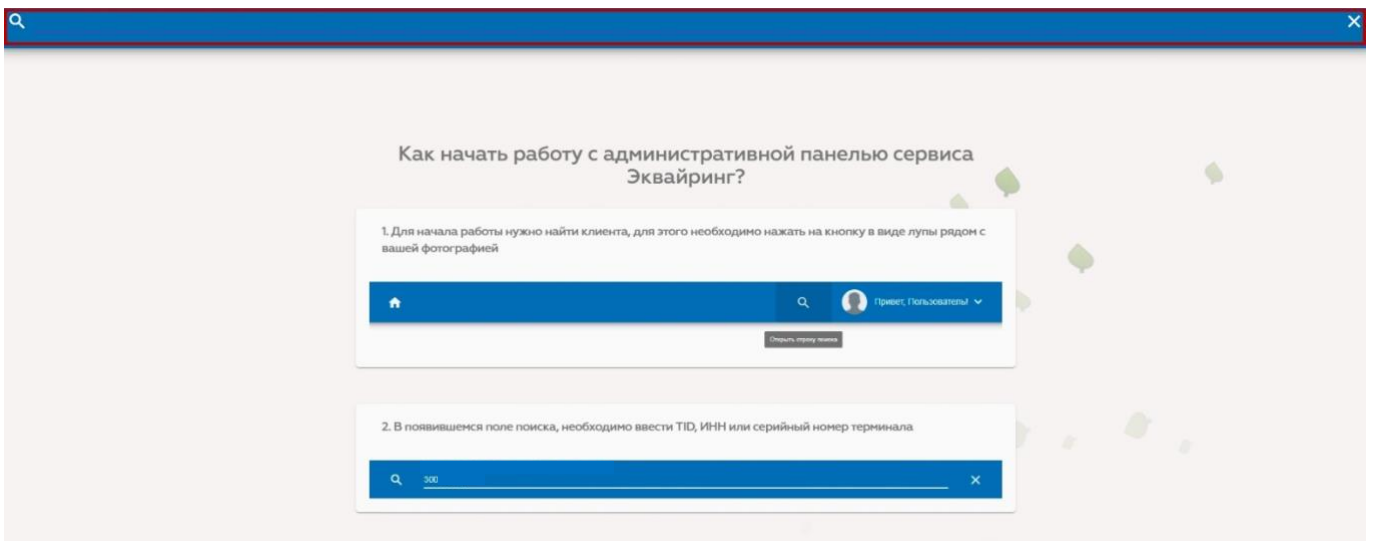 Как начать работу с административной панелью сервиса
Эквайринг?
1. Для начала работы нужно найти клиента, для этого необходимо нажать на кнопку в виде лупы рядом с
вашей фотографией
Привет, Пользователь!
Открыть строку поиска
2. В появившемся поле поиска, необходимо ввести TID, ИНН или серийный номер терминала
300